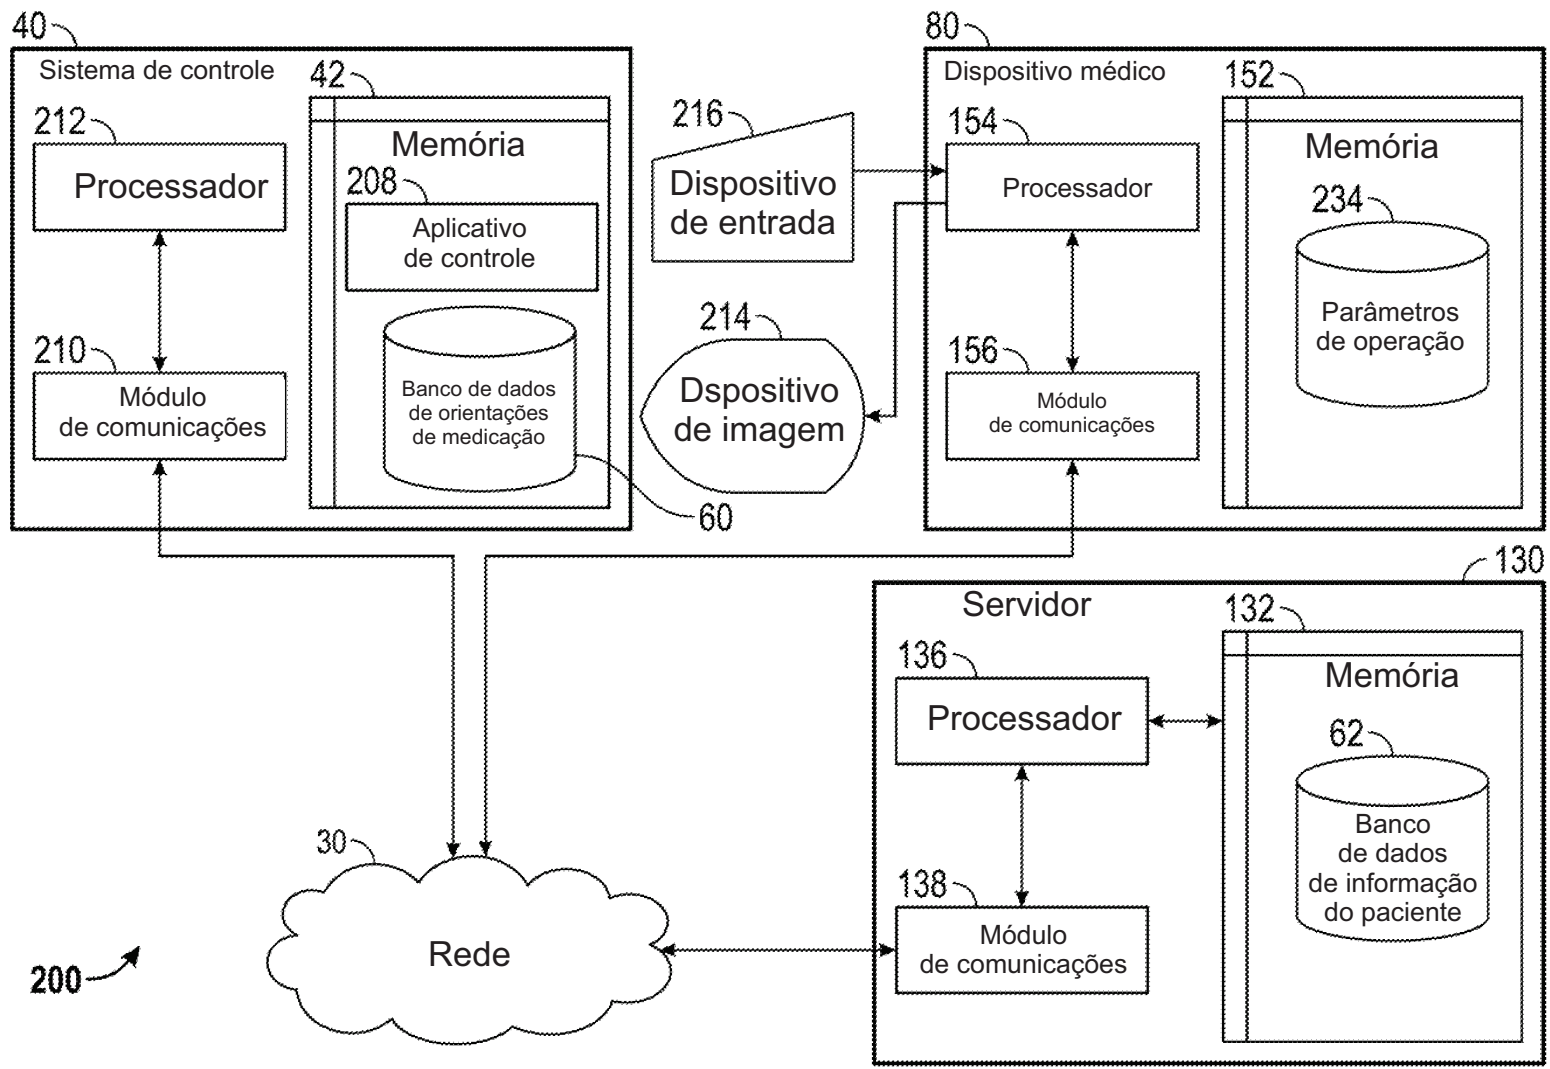 40
Sistema de controle
42
212
Processador
Memória
208
Aplicativo
de controle
210
Módulo
de comunicações
Banco de dados
de orientações
de medicação
60
216
Dispositivo
de entrada
214
Dspositivo
de imagem
80
Dispositivo médico
152
154
Processador
Memória
234
Parâmetros
de operação
156
Módulo
de comunicações
130
Servidor
132
136
Processador
Memória
62
Banco
de dados
de informação
do paciente
138
Módulo
de comunicações
30
Rede
200